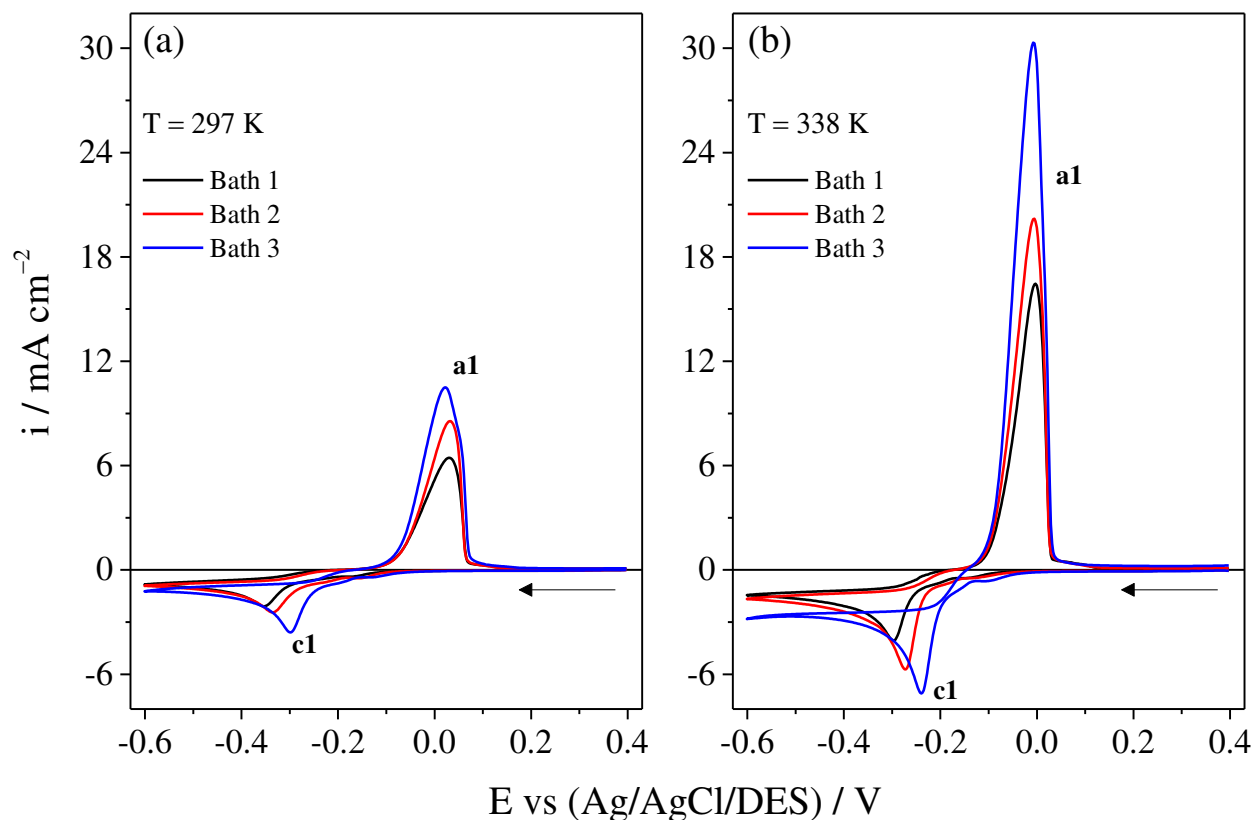 (a)
T = 297 K
Bath 1
Bath 2
Bath 3
a1
c1
30
24
18
12
6
0
-6
-0.6 -0.4 -0.2 0.0 0.2 0.4
(b)
T = 338 K
Bath 1
Bath 2
Bath 3
a1
c1
30
24
18
12
6
0
-6
-0.6 -0.4 -0.2 0.0 0.2 0.4
i / mA cm⁻²
E vs (Ag/AgCl/DES) / V